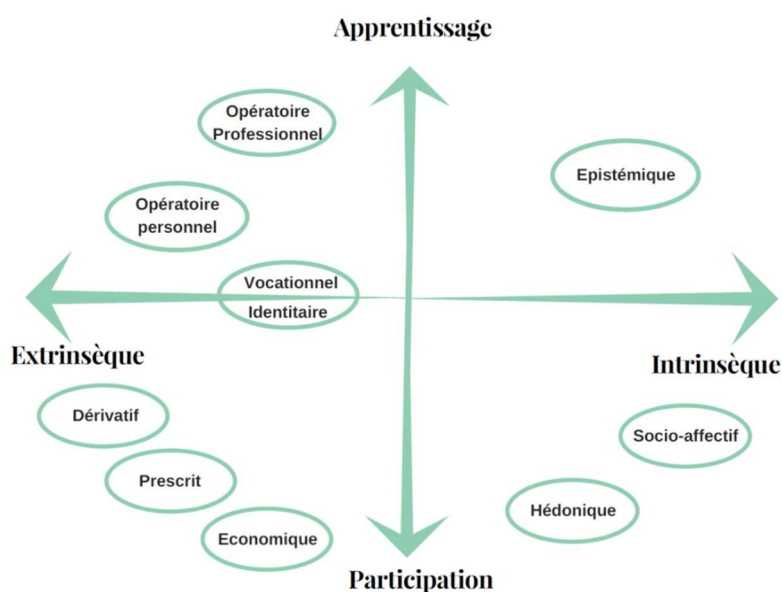 Apprentissage
Opératoire
Professionnel
Epistémique
Opératoire
personnel
Vocationnel
Identitaire
Extrinsèque
Intrinsèque
Dérivatif
Socio-affectif
Prescrit
Hédonique
Economique
Participation